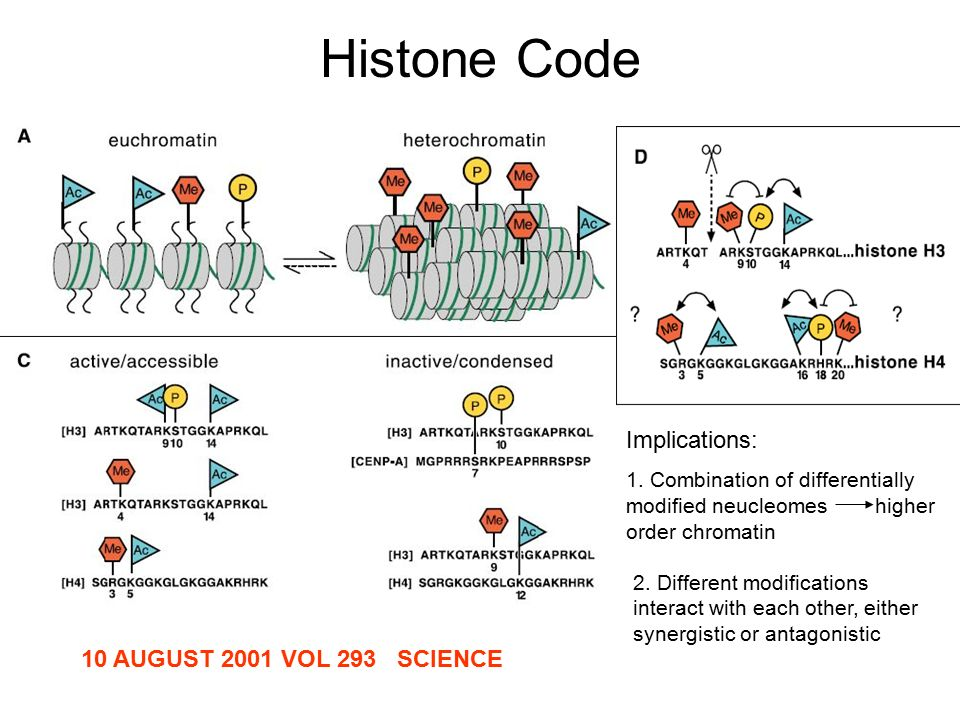 Histone Code
A
euchromatin
heterochromatin
Ac
Ac
Me
P
Me
P
Me
Me
Me
Me
Ac
D
Me
Me
P
Ac
ARTKQT ARKSTGGKAPRKQL...histone H3
4 9 10 14
?
Me
Ac
Ac
P
Me
?
SGRGKGGKGLGKGGAKRHRK...histone H4
3 5 16 18 20
C
active/accessible
inactive/condensed
Ac
P
Ac
[H3] ARTKQTARKSTGGKAPRKQL
9 10 14
Me
Ac
[H3] ARTKQTARKSTGGKAPRKQL
4 14
Me
Ac
[H4] SGRGKGGKGLGKGGAKRHRK
3 5
P
P
[H3] ARTKQTARKSTGGKAPRKQL
10
[CENP-A] MGPRRRSRKPEAPRRRSPSP
7
Me
Ac
[H3] ARTKQTARKSTGGKAPRKQL
9
[H4] SGRGKGGKGLGKGGAKRHRK
12
Implications:
1. Combination of differentially
modified neucleomes higher
order chromatin
2. Different modifications
interact with each other, either
synergistic or antagonistic
10 AUGUST 2001 VOL 293 SCIENCE